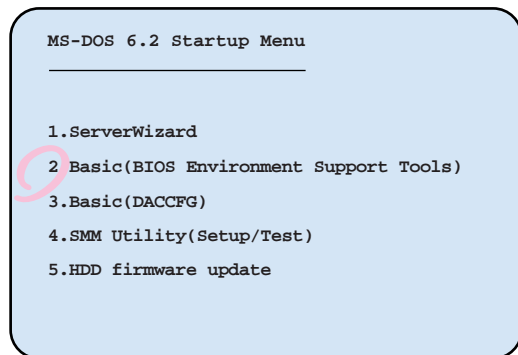 MS-DOS 6.2 Startup Menu
1.ServerWizard
2 Basic(BIOS Environment Support Tools)
3.Basic(DACCFG)
4.SMM Utility(Setup/Test)
5.HDD firmware update